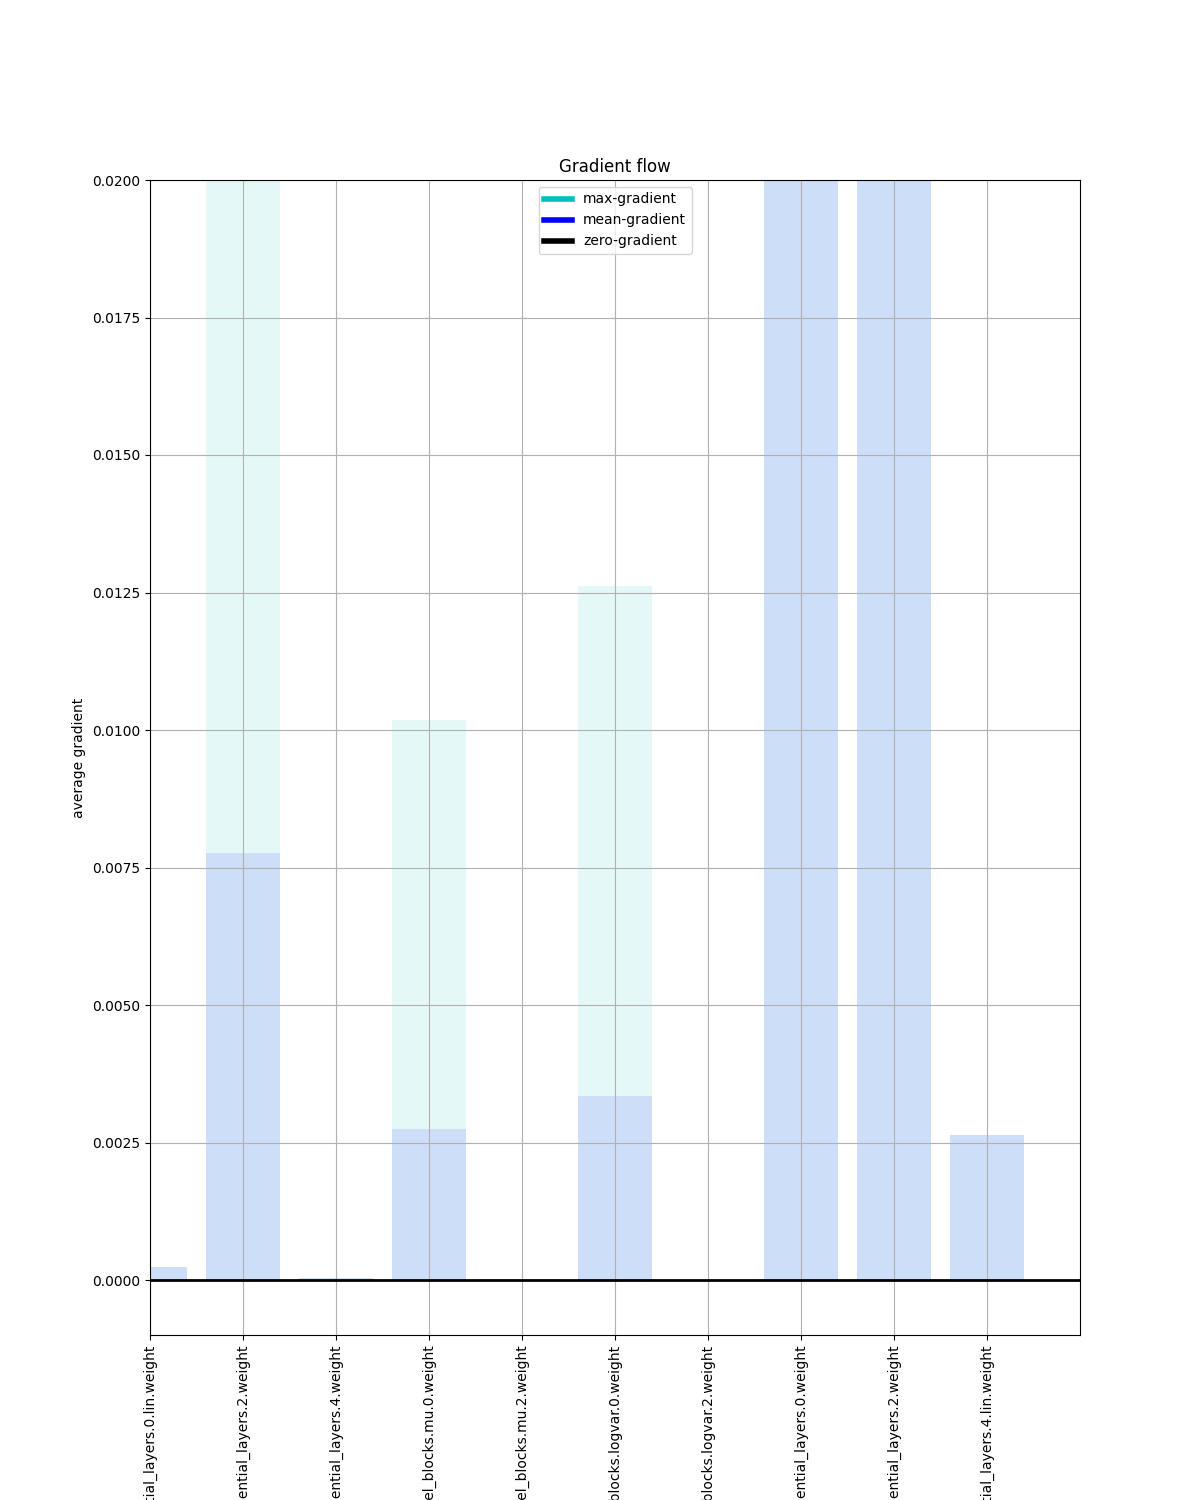 Gradient flow
max-gradient
mean-gradient
zero-gradient
0.0200
0.0175
0.0150
0.0125
0.0100
0.0075
0.0050
0.0025
0.0000
average gradient
tial_layers.0.lin.weight
ential_layers.2.weight
ential_layers.4.weight
el_blocks.mu.0.weight
el_blocks.mu.2.weight
blocks.logvar.0.weight
blocks.logvar.2.weight
ential_layers.0.weight
ential_layers.2.weight
tial_layers.4.lin.weight